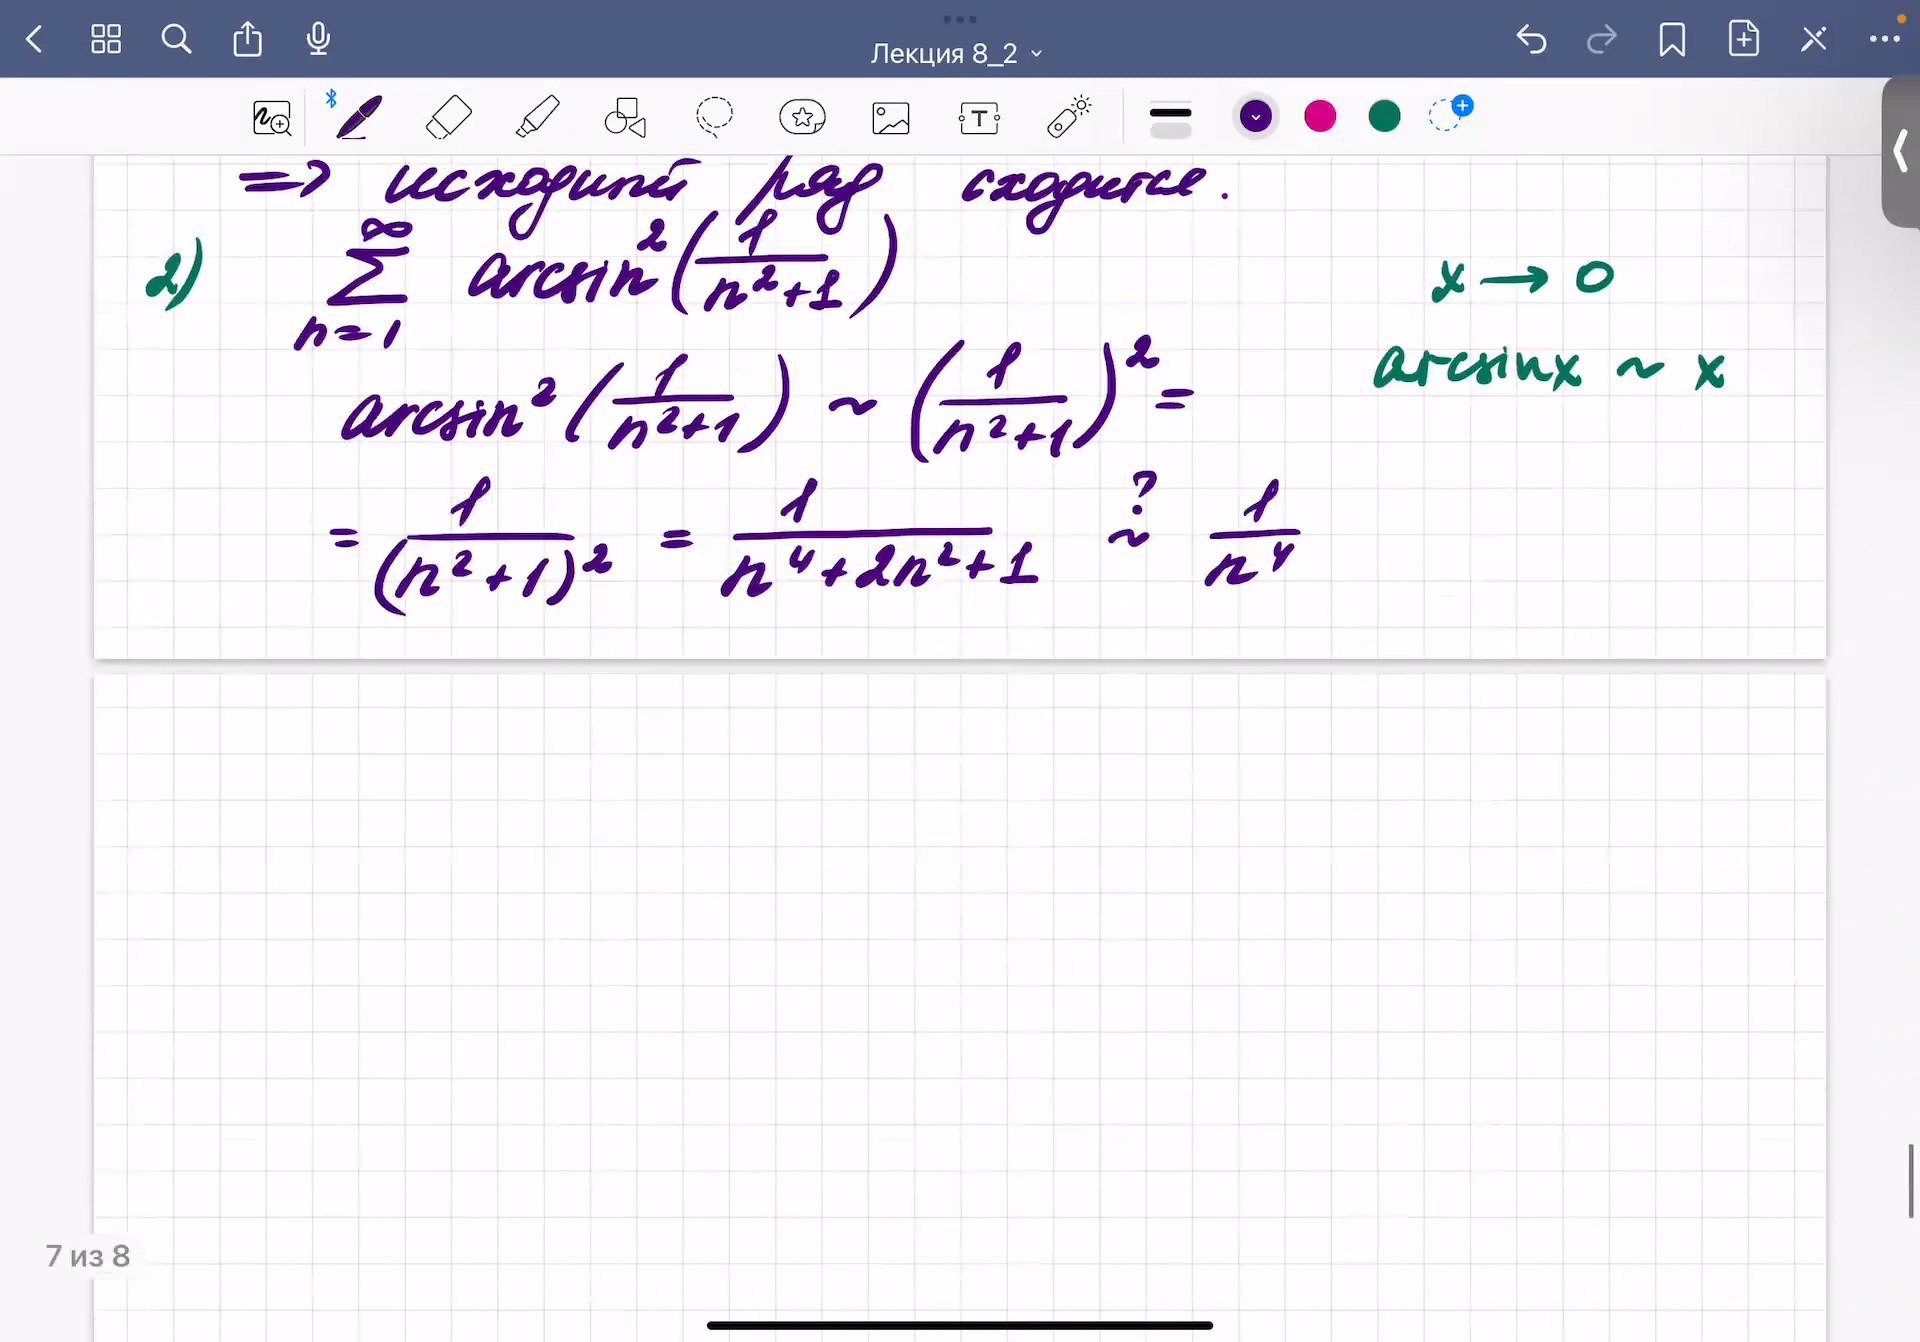 Лекция 8_2
=> исходный ряд сходится.
2) ∞ ∑ n=1 arcsin²(1/(n²+1))
x → 0
arcsin²(1/(n²+1)) ~ (1/(n²+1))² =
arcsinx ~ x
= 1/(n²+1)² = 1/(n⁴+2n²+1) ?~ 1/n⁴
7 из 8